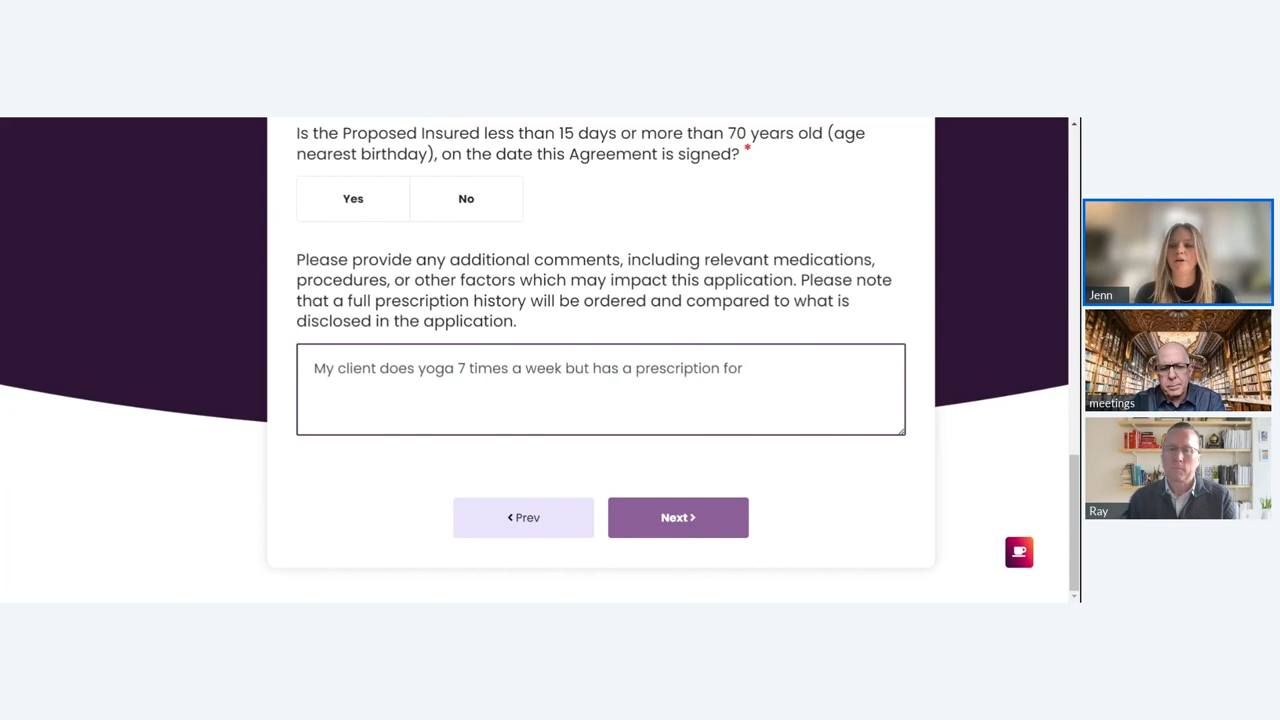 Is the Proposed Insured less than 15 days or more than 70 years old (age
nearest birthday), on the date this Agreement is signed? *
Yes
No
Please provide any additional comments, including relevant medications,
procedures, or other factors which may impact this application. Please note
that a full prescription history will be ordered and compared to what is
disclosed in the application.
My client does yoga 7 times a week but has a prescription for
Prev
Next
Jenn
meetings
Ray